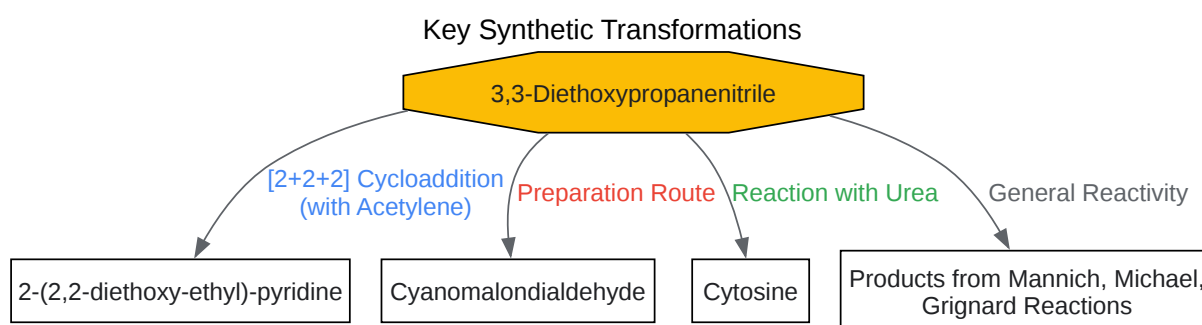 Key Synthetic Transformations
3,3-Diethoxypropanenitrile
[2+2+2] Cycloaddition
(with Acetylene)
Preparation Route
Reaction with Urea
General Reactivity
2-(2,2-diethoxy-ethyl)-pyridine
Cyanomalondialdehyde
Cytosine
Products from Mannich, Michael,
Grignard Reactions